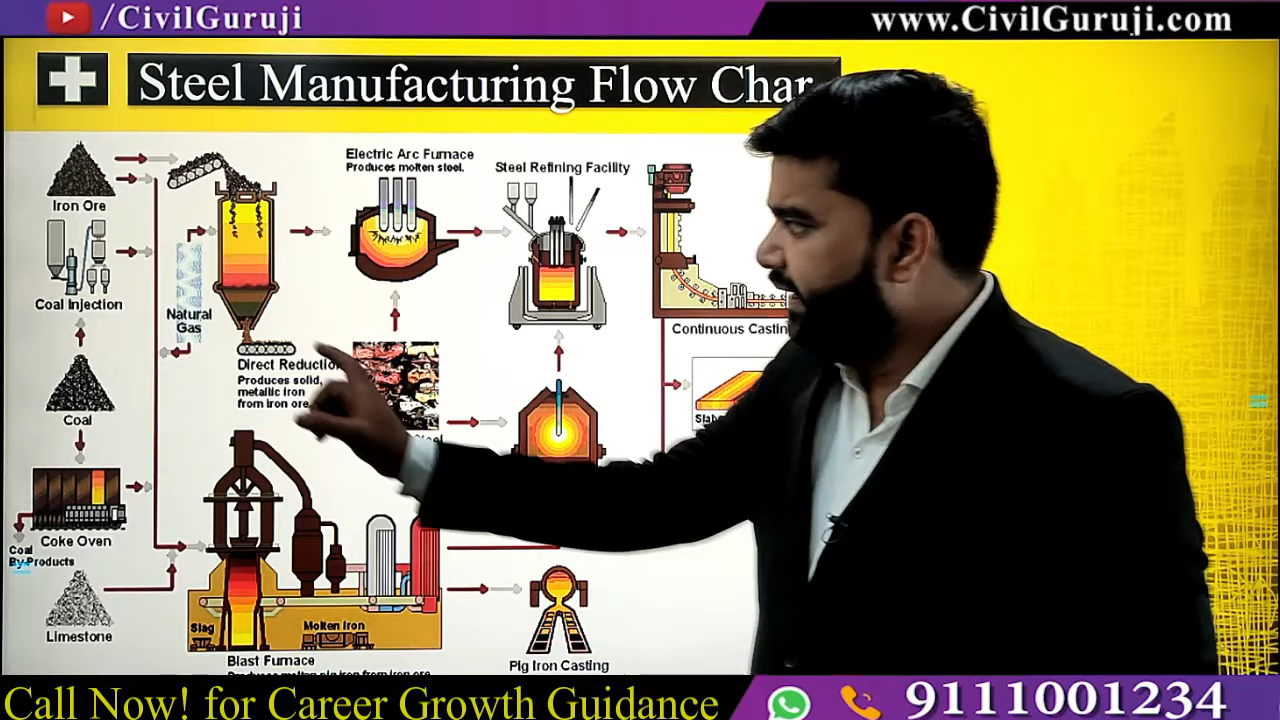 /CivilGuruji
www.CivilGuruji.com
Steel Manufacturing Flow Char
Iron Ore
Coal Injection
Coal
Coke Oven
Coal
By-Products
Limestone
Natural
Gas
Direct Reduction
Produces solid,
metallic iron
from iron ore
Electric Arc Furnace
Produces molten steel.
Steel Refining Facility
Continuous Castin
Slab
Slag
Molten Iron
Blast Furnace
Pig Iron Casting
Call Now! for Career Growth Guidance
9111001234